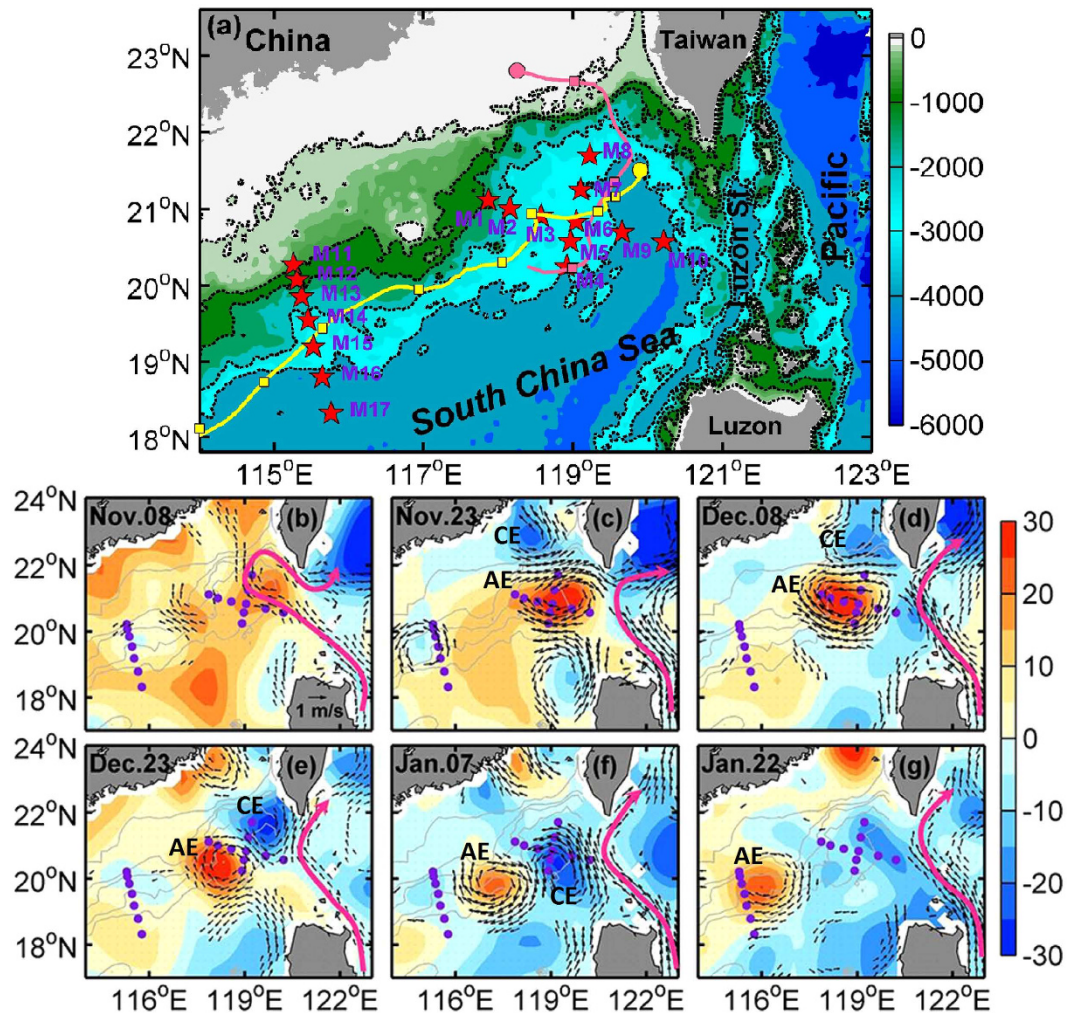 (a) China
Taiwan
Pacific
Luzon St
South China Sea
Luzon
M1
M2
M3
M4
M5
M6
M7
M8
M9
M10
M11
M12
M13
M14
M15
M16
M17
23°N
22°N
21°N
20°N
19°N
18°N
115°E 117°E 119°E 121°E 123°E
0
-1000
-2000
-3000
-4000
-5000
-6000
24°N
22°N
20°N
18°N
Nov.08 (b)
1 m/s
Nov.23 (c)
CE
AE
Dec.08 (d)
CE
AE
24°N
22°N
20°N
18°N
Dec.23 (e)
CE
AE
Jan.07 (f)
AE
CE
Jan.22 (g)
AE
116°E 119°E 122°E
116°E 119°E 122°E
116°E 119°E 122°E
30
20
10
0
-10
-20
-30